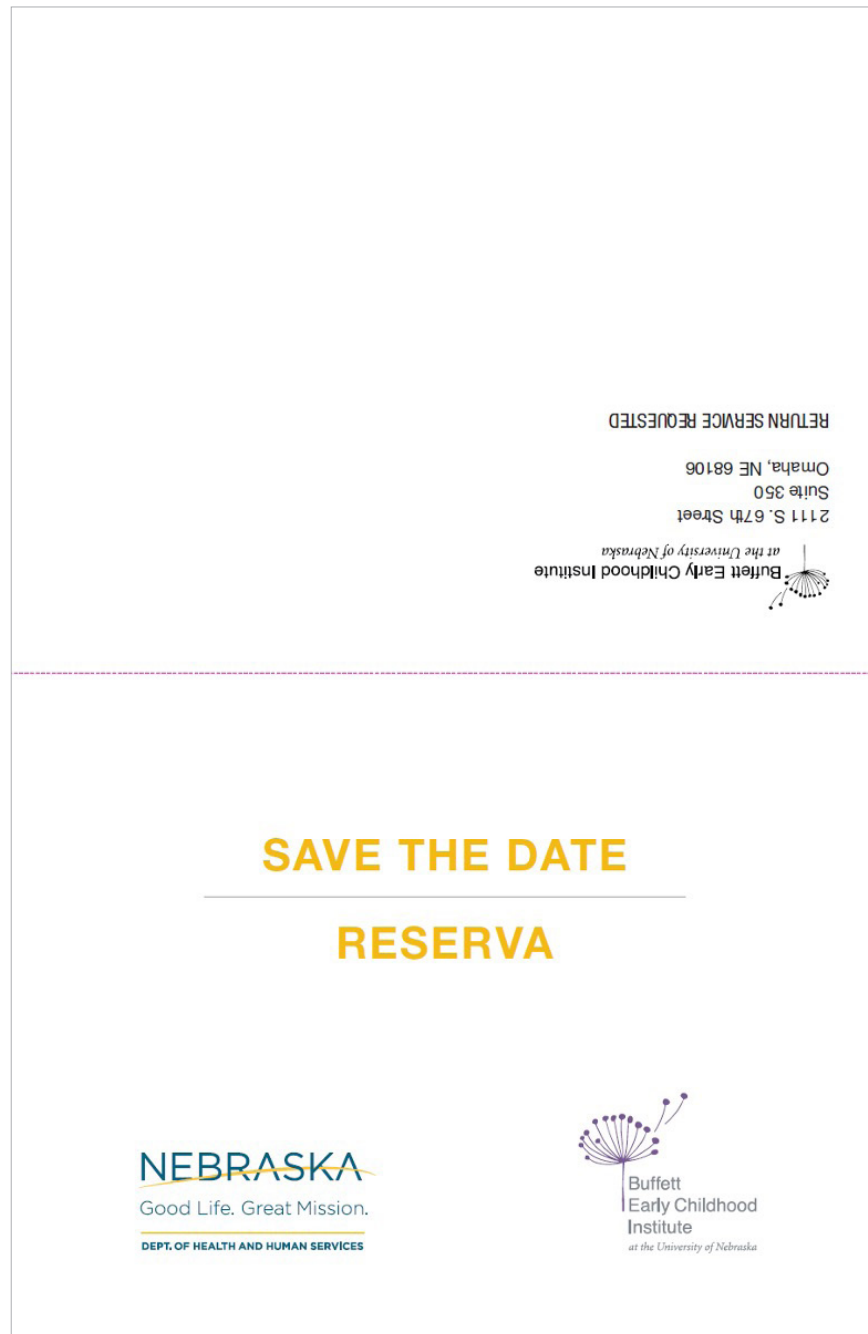 Buffett Early Childhood Institute
at the University of Nebraska
2111 S. 67th Street
Suite 350
Omaha, NE 68106
RETURN SERVICE REQUESTED
SAVE THE DATE
RESERVA
NEBRASKA
Good Life. Great Mission.
DEPT. OF HEALTH AND HUMAN SERVICES
Buffett
Early Childhood
Institute
at the University of Nebraska